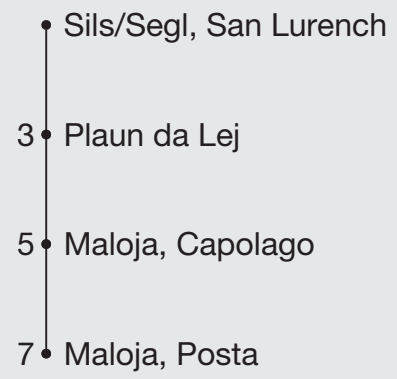 Sils/Segl, San Lurench
3 Plaun da Lej
5 Maloja, Capolago
7 Maloja, Posta